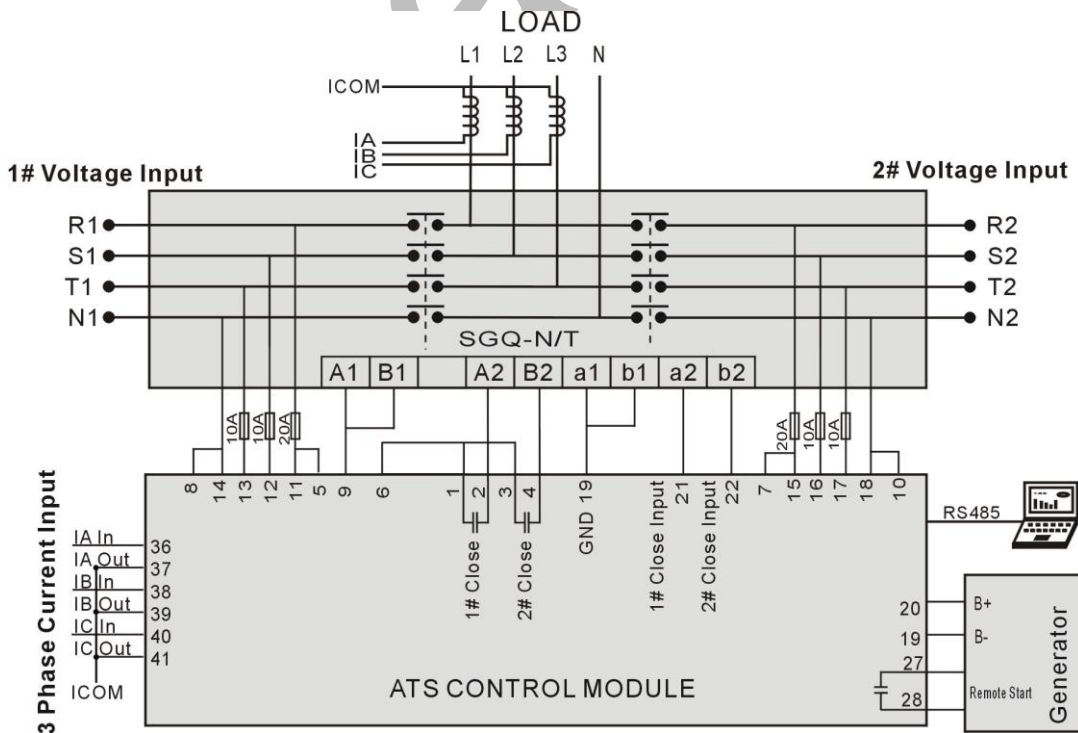 LOAD
L1 L2 L3 N
ICOM
IA
IB
IC
1# Voltage Input
2# Voltage Input
R1
S1
T1
N1
R2
S2
T2
N2
SGQ-N/T
A1 B1 A2 B2 a1 b1 a2 b2
10A 10A 20A
20A 10A 10A
8 14 13 12 11 5 9 6 1 2 3 4 GND 19 21 22 7 15 16 17 18 10
1# Close
2# Close
1# Close Input
2# Close Input
RS485
3 Phase Current Input
IA In 36
IA Out 37
IB In 38
IB Out 39
IC In 40
IC Out 41
ICOM
ATS CONTROL MODULE
20 B+
19 B-
27
28
Remote Start
Generator